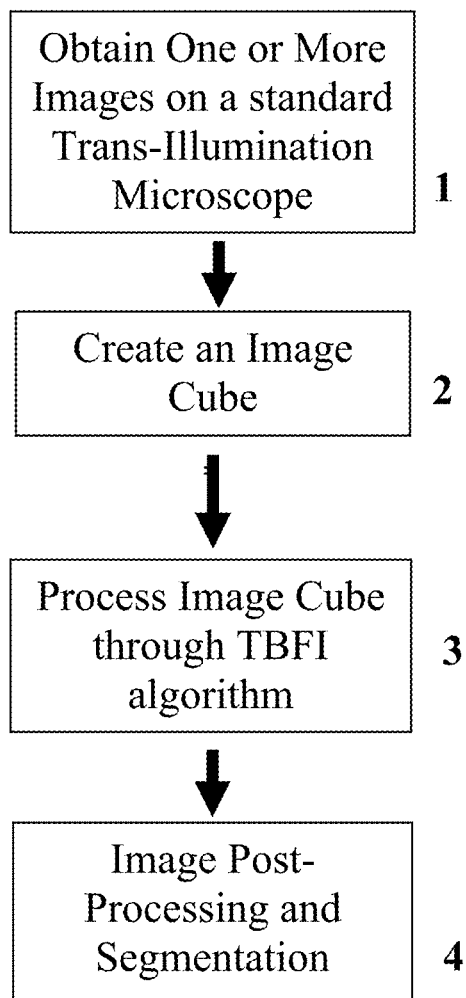 Obtain One or More
Images on a standard
Trans-Illumination
Microscope
1
Create an Image
Cube
2
Process Image Cube
through TBFI
algorithm
3
Image Post-
Processing and
Segmentation
4